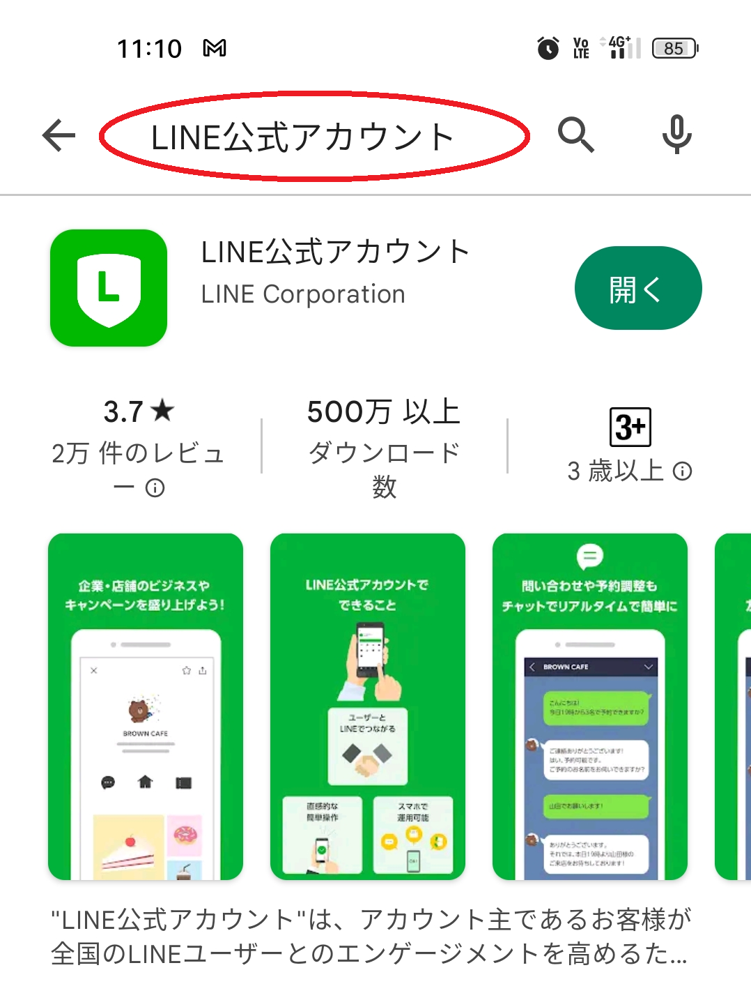 11:10
Vo LTE 4G+ 85
LINE公式アカウント
L
LINE公式アカウント
LINE Corporation
開く
3.7★
2万 件のレビュ
ー
500万 以上
ダウンロード
数
3+
3 歳以上
企業・店舗のビジネスや
キャンペーンを盛り上げよう!
BROWN CAFE
LINE公式アカウントで
できること
ユーザーと
LINEでつながる
直感的な
簡単操作
スマホで
運用可能
問い合わせや予約調整も
チャットでリアルタイムで簡単に
BROWN CAFE
こんにちは!
本日19時から3名で予約できますか?
ご連絡ありがとうございます!
はい、予約可能です。
ご予約のお名前をお伺いできますか?
山田でお願いします!
ありがとうございます。
それでは、本日19時より山田様の
ご来店をお待ちしております!
"LINE公式アカウント"は、アカウント主であるお客様が
全国のLINEユーザーとのエンゲージメントを高めるた...